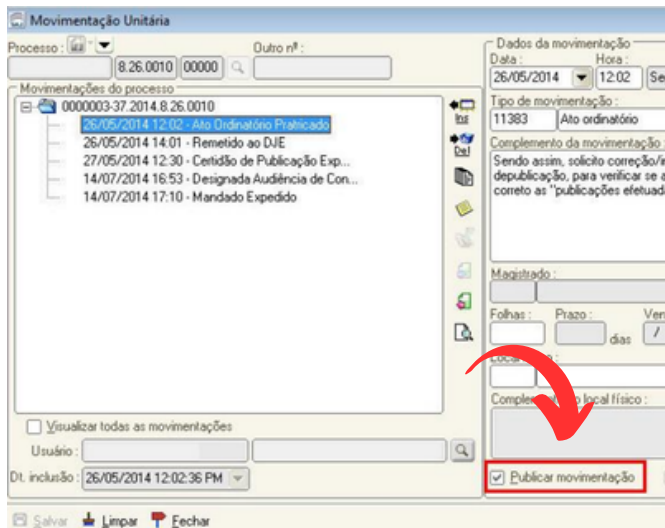 Movimentação Unitária
Processo :
Outro nº :
8.26.0010 00000
Movimentações do processo
0000003-37.2014.8.26.0010
26/05/2014 12:02 - Ato Ordinatório Praticado
26/05/2014 14:01 - Remetido ao DJE
27/05/2014 12:30 - Certidão de Publicação Exp...
14/07/2014 16:53 - Designada Audiência de Con...
14/07/2014 17:10 - Mandado Expedido
Ins
Del
Visualizar todas as movimentações
Usuário :
Dt. inclusão : 26/05/2014 12:02:36 PM
Salvar Limpar Fechar
Dados da movimentação
Data : Hora :
26/05/2014 12:02
Tipo de movimentação :
11383 Ato ordinatório
Complemento da movimentação :
Sendo assim, solicito
depublicação, para verificar se
correto as "publicações
Magistrado :
Folhas : Prazo :
dias /
local físico :
Publicar movimentação